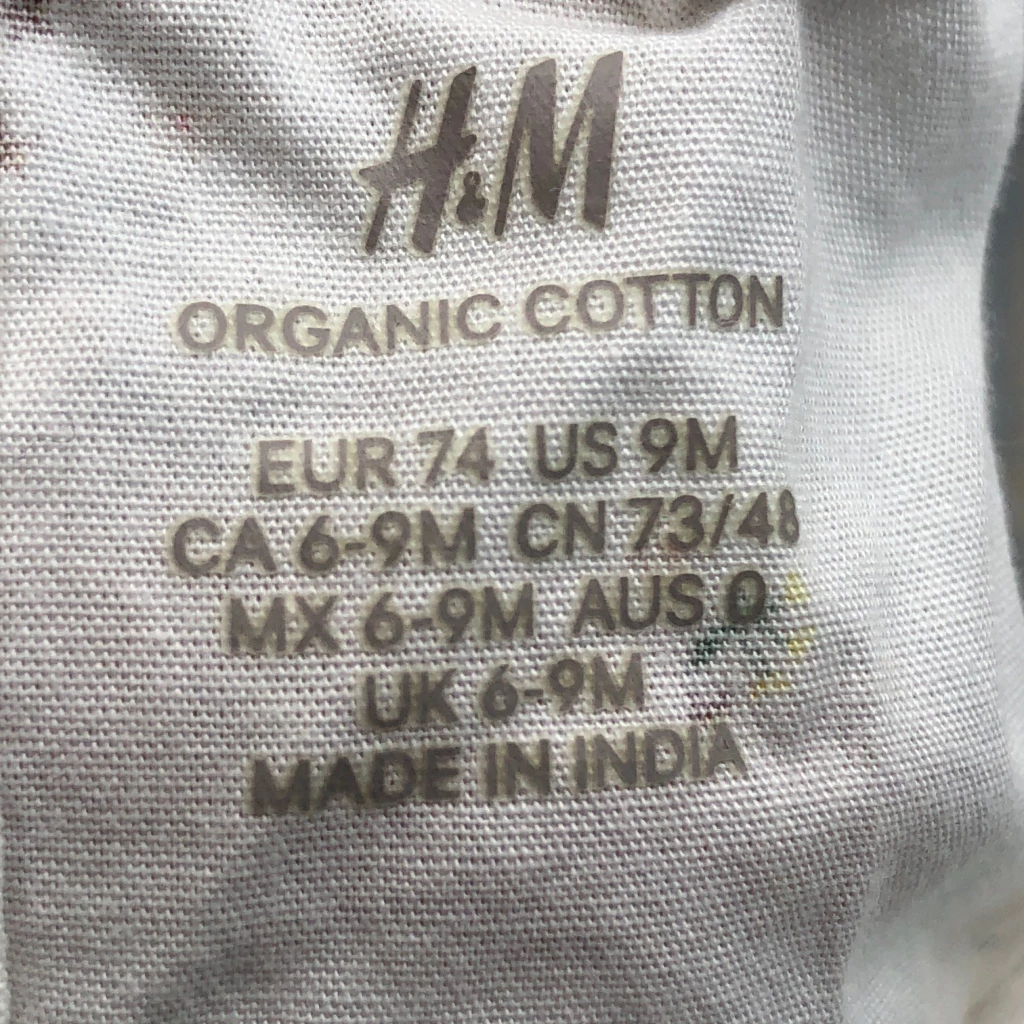 H&M
ORGANIC COTTON
EUR 74 US 9M
CA 6-9M CN 73/48
MX 6-9M AUS 0
UK 6-9M
MADE IN INDIA